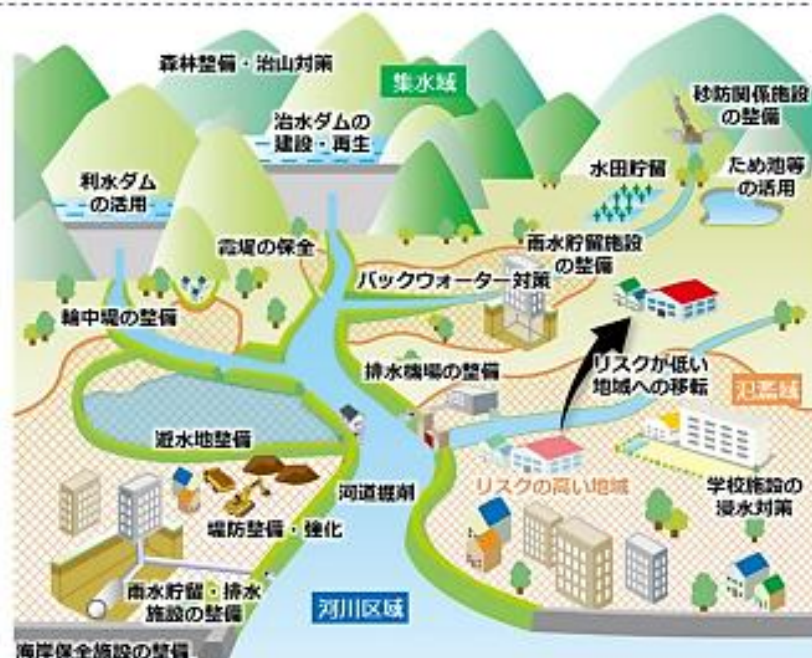 森林整備・治山対策
集水域
砂防関係施設
の整備
治水ダムの
建設・再生
水田貯留
ため池等
の活用
利水ダム
の活用
霞堤の保全
雨水貯留施設
の整備
バックウォーター対策
輪中堤の整備
排水機場の整備
リスクが低い
地域への移転
氾濫域
遊水地整備
リスクの高い地域
学校施設の
浸水対策
河道掘削
堤防整備・強化
雨水貯留・排水
施設の整備
河川区域
海岸保全施設の整備